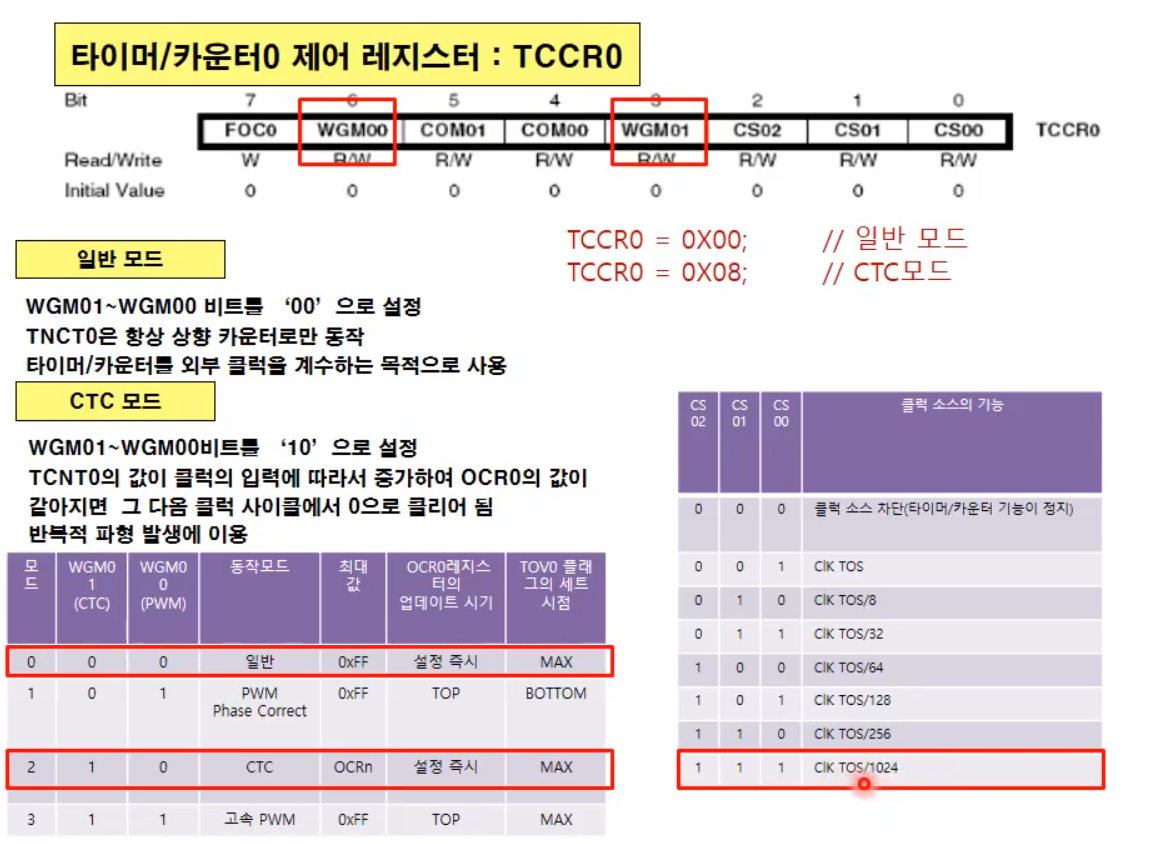 타이머/카운터0 제어 레지스터 : TCCR0
Bit 7 6 5 4 3 2 1 0
FOC0 WGM00 COM01 COM00 WGM01 CS02 CS01 CS00 TCCR0
Read/Write W R/W R/W R/W R/W R/W R/W R/W
Initial Value 0 0 0 0 0 0 0 0
TCCR0 = 0X00; // 일반 모드
TCCR0 = 0X08; // CTC모드
일반 모드
WGM01~WGM00 비트를 ‘00’으로 설정
TNCT0은 항상 상향 카운터로만 동작
타이머/카운터를 외부 클럭을 계수하는 목적으로 사용
CTC 모드
WGM01~WGM00비트를 ‘10’으로 설정
TCNT0의 값이 클럭의 입력에 따라서 증가하여 OCR0의 값이
같아지면 그 다음 클럭 사이클에서 0으로 클리어 됨
반복적 파형 발생에 이용
모
드
WGM0
1
(CTC)
WGM0
0
(PWM)
동작모드
최대
값
OCR0레지스
터의
업데이트 시기
TOV0 플래
그의 세트
시점
0 0 0 일반 0xFF 설정 즉시 MAX
1 0 1 PWM 0xFF TOP BOTTOM
Phase Correct
2 1 0 CTC OCRn 설정 즉시 MAX
3 1 1 고속 PWM 0xFF TOP MAX
CS
02
CS
01
CS
00
클럭 소스의 기능
0 0 0 클럭 소스 차단(타이머/카운터 기능이 정지)
0 0 1 ClK TOS
0 1 0 ClK TOS/8
0 1 1 ClK TOS/32
1 0 0 ClK TOS/64
1 0 1 ClK TOS/128
1 1 0 ClK TOS/256
1 1 1 ClK TOS/1024